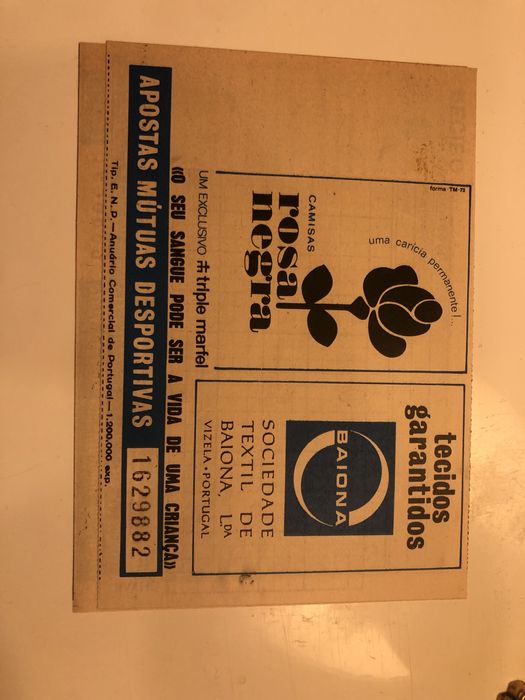 forma · TM-73
uma carícia permanente!...
CAMISAS
rosa
negra
UM EXCLUSIVO triple marfel
tecidos
garantidos
BAIONA
SOCIEDADE
TEXTIL DE
BAIONA, L.DA
VIZELA • PORTUGAL
«O SEU SANGUE PODE SER A VIDA DE UMA CRIANÇA»
APOSTAS MÚTUAS DESPORTIVAS 1629882
Tip. E. N. P. — Anuário Comercial de Portugal — 1.200,000 exp.